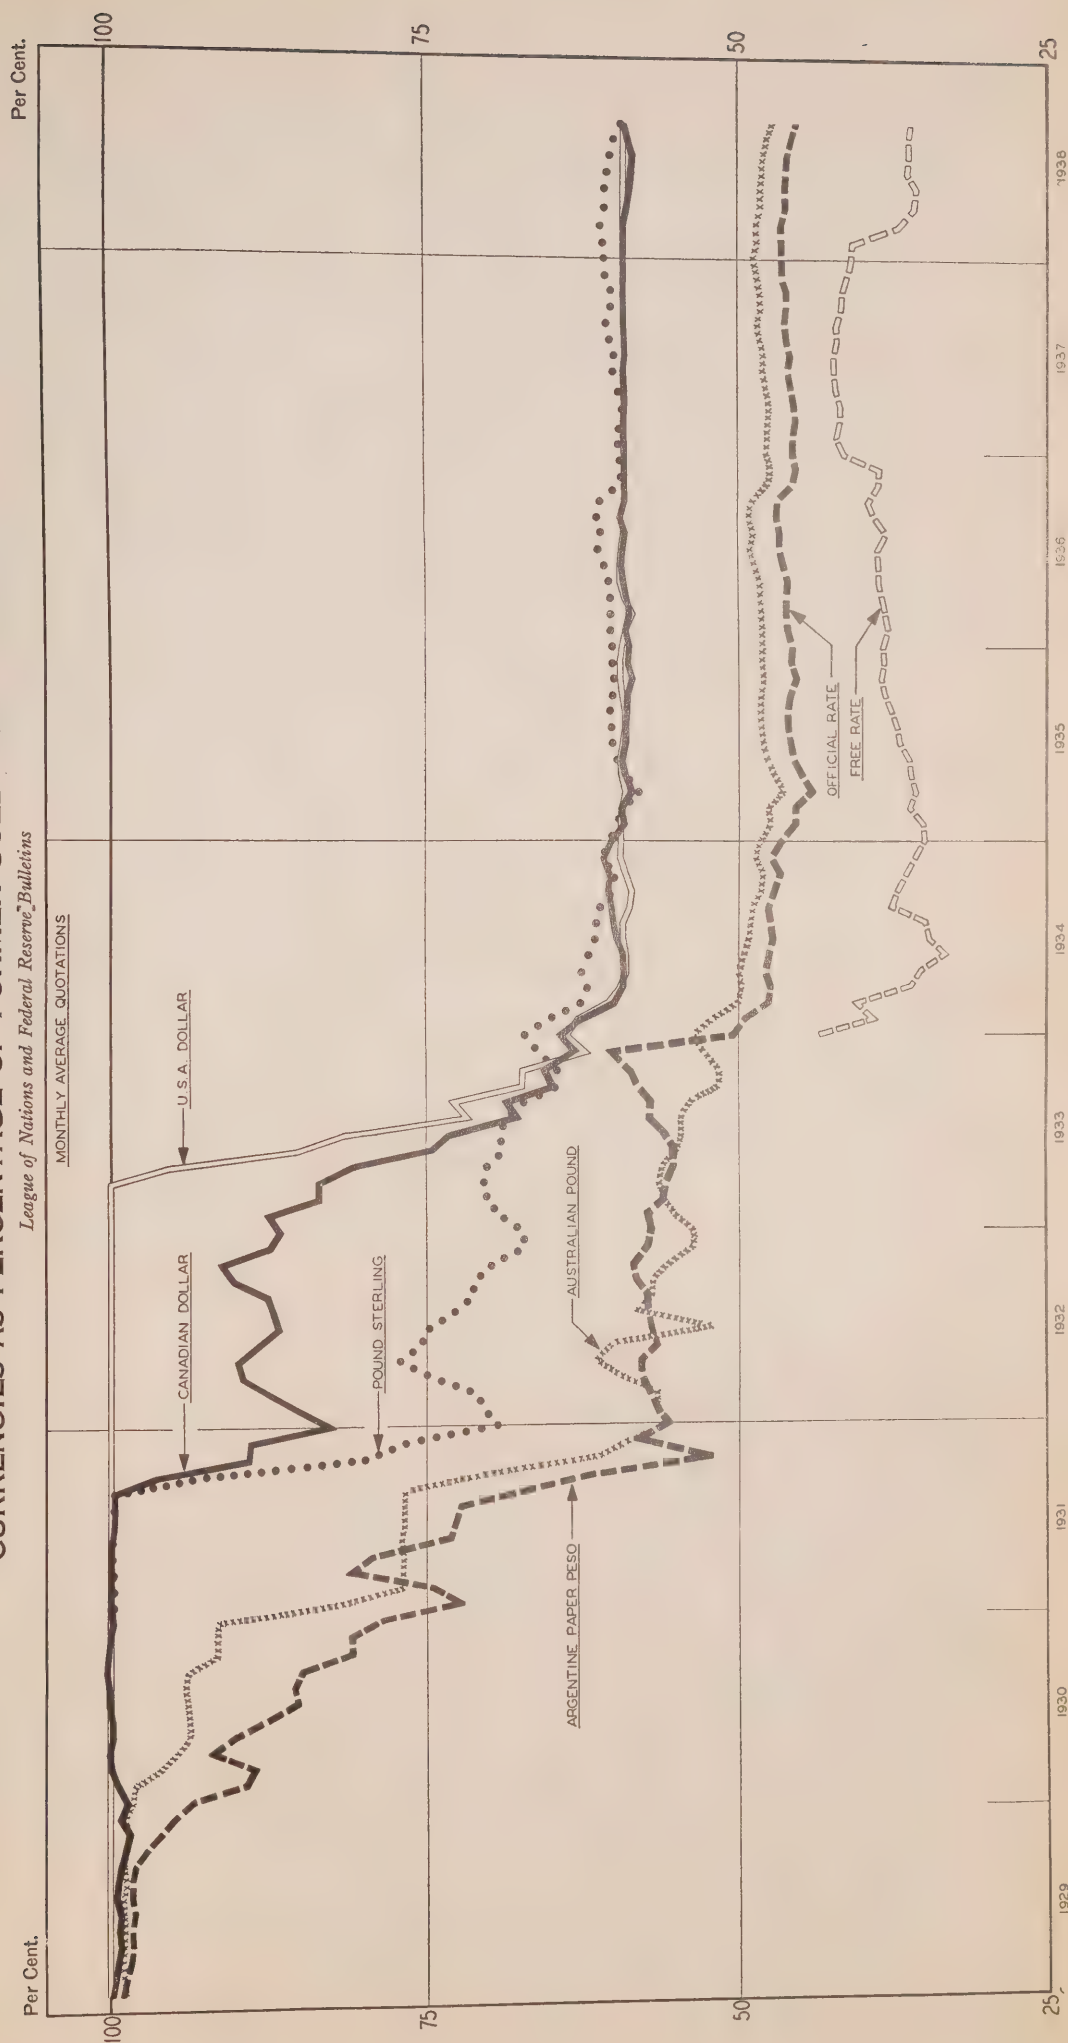 League of Nations and Federal Reserve Bulletins
MONTHLY AVERAGE QUOTATIONS
Per Cent.
Per Cent.
100
100
75
75
50
50
25
25
U.S.A. DOLLAR
CANADIAN DOLLAR
POUND STERLING
AUSTRALIAN POUND
ARGENTINE PAPER PESO
OFFICIAL RATE
FREE RATE
1929
1930
1931
1932
1933
1934
1935
1936
1937
1938